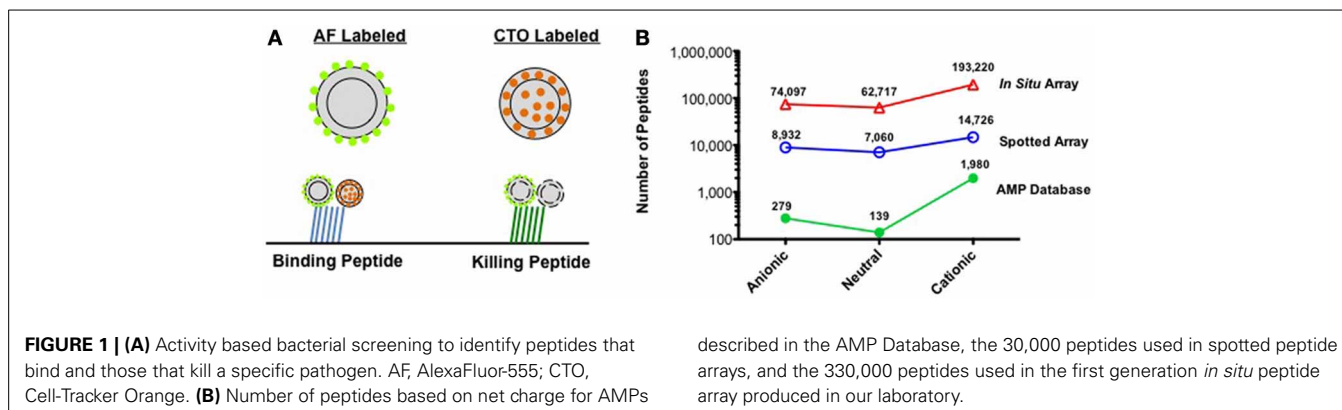 A
AF Labeled
CTO Labeled
Binding Peptide
Killing Peptide
B
Number of Peptides
1,000,000
100,000
10,000
1,000
100
74,097
62,717
193,220
In Situ Array
8,932
7,060
14,726
Spotted Array
279
139
1,980
AMP Database
Anionic
Neutral
Cationic
FIGURE 1 | (A) Activity based bacterial screening to identify peptides that
bind and those that kill a specific pathogen. AF, AlexaFluor-555; CTO,
Cell-Tracker Orange. (B) Number of peptides based on net charge for AMPs
described in the AMP Database, the 30,000 peptides used in spotted peptide
arrays, and the 330,000 peptides used in the first generation in situ peptide
array produced in our laboratory.